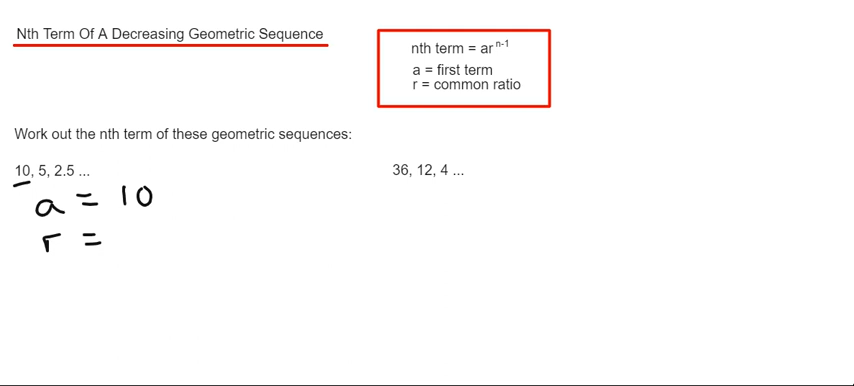 Nth Term Of A Decreasing Geometric Sequence
nth term = ar^n-1
a = first term
r = common ratio
Work out the nth term of these geometric sequences:
10, 5, 2.5 ...
36, 12, 4 ...
a = 10
r =